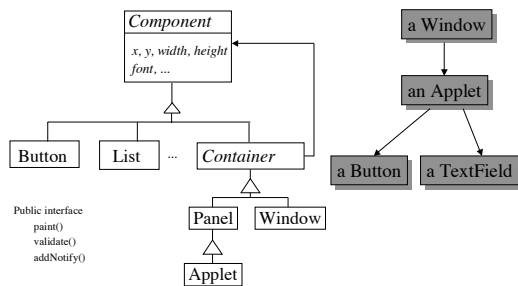 Component
x, y, width, height
font, ...
Button
List
...
Container
Panel
Window
Applet
Public interface
paint()
validate()
addNotify()
a Window
an Applet
a Button
a TextField